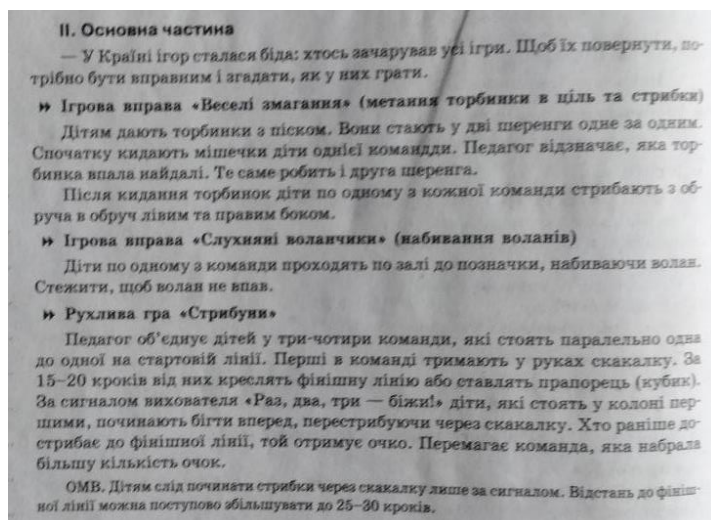 II. Основна частина
— У Країні ігор сталася біда: хтось зачарував усі ігри. Щоб їх повернути, по-
трібно бути вправним і згадати, як у них грати.
» Ігрова вправа «Веселі змагання» (метання торбинки в ціль та стрибки)
Дітям дають торбинки з піском. Вони стають у дві шеренги одне за одним.
Спочатку кидають мішечки діти однієї командди. Педагог відзначає, яка тор-
бинка впала найдалі. Те саме робить і друга шеренга.
Після кидання торбинок діти по одному з кожної команди стрибають з об-
руча в обруч лівим та правим боком.
» Ігрова вправа «Слухняні воланчики» (набивання воланів)
Діти по одному з команди проходять по залі до позначки, набиваючи волан.
Стежити, щоб волан не впав.
» Рухлива гра «Стрибуни»
Педагог об’єднує дітей у три-чотири команди, які стоять паралельно одна
до одної на стартовій лінії. Перші в команді тримають у руках скакалку. За
15–20 кроків від них креслять фінішну лінію або ставлять прапорець (кубик).
За сигналом вихователя «Раз, два, три — біжи!» діти, які стоять у колоні пер-
шими, починають бігти вперед, перестрибуючи через скакалку. Хто раніше до-
стрибає до фінішної лінії, той отримує очко. Перемагає команда, яка набрала
більшу кількість очок.
ОМВ. Дітям слід починати стрибки через скакалку лише за сигналом. Відстань до фініш-
ної лінії можна поступово збільшувати до 25–30 кроків.